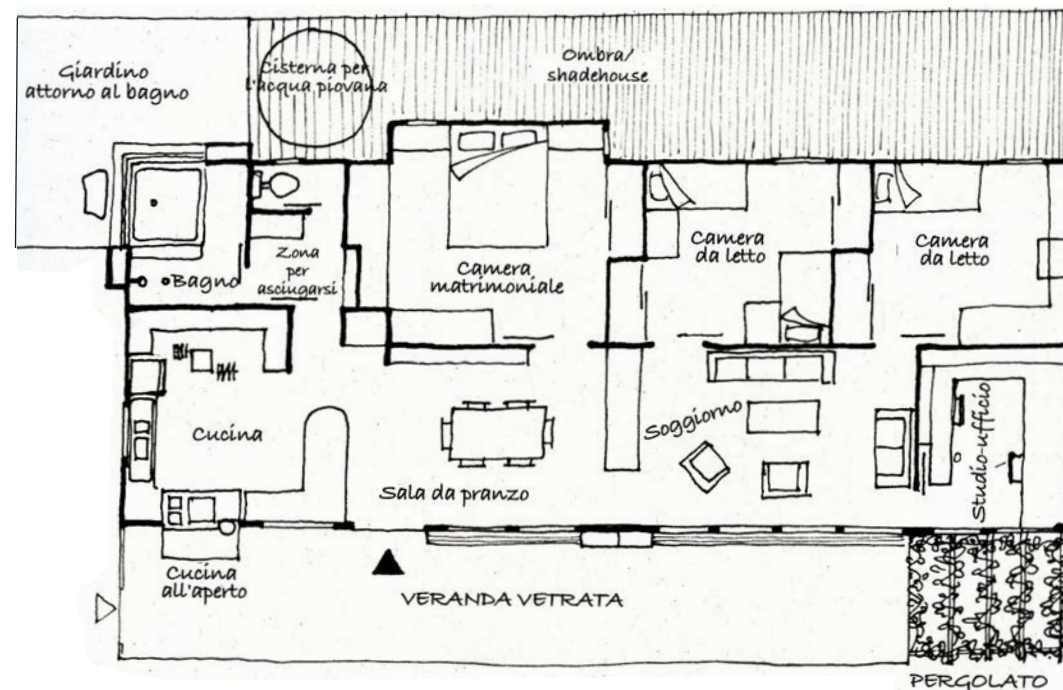 Giardino
attorno al bagno
Cisterna per
l'acqua piovana
Ombra/
shadehouse
Zona
per
asciugarsi
Bagno
Camera
matrimoniale
Camera
da letto
Camera
da letto
Cucina
Sala da pranzo
Soggiorno
Studio-ufficio
Cucina
all'aperto
VERANDA VETRATA
PERGOLATO